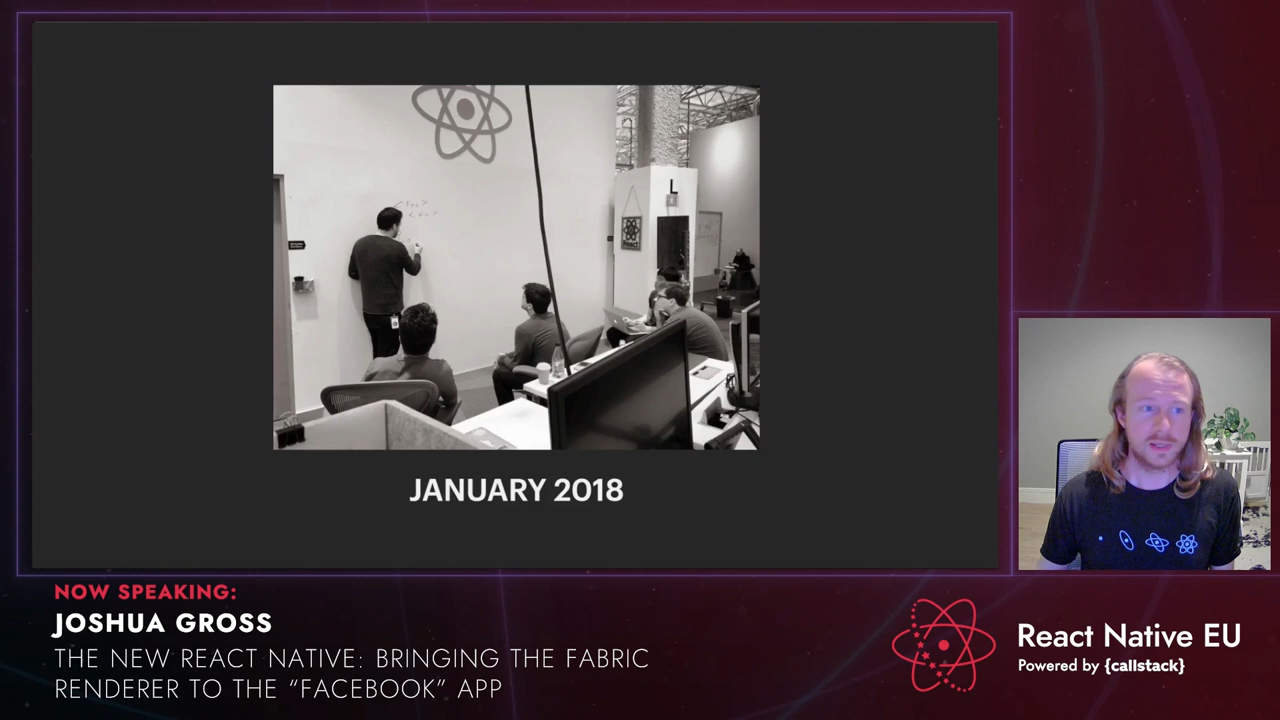 L
REACT
JANUARY 2018
NOW SPEAKING:
JOSHUA GROSS
THE NEW REACT NATIVE: BRINGING THE FABRIC
RENDERER TO THE “FACEBOOK” APP
React Native EU
Powered by {callstack}